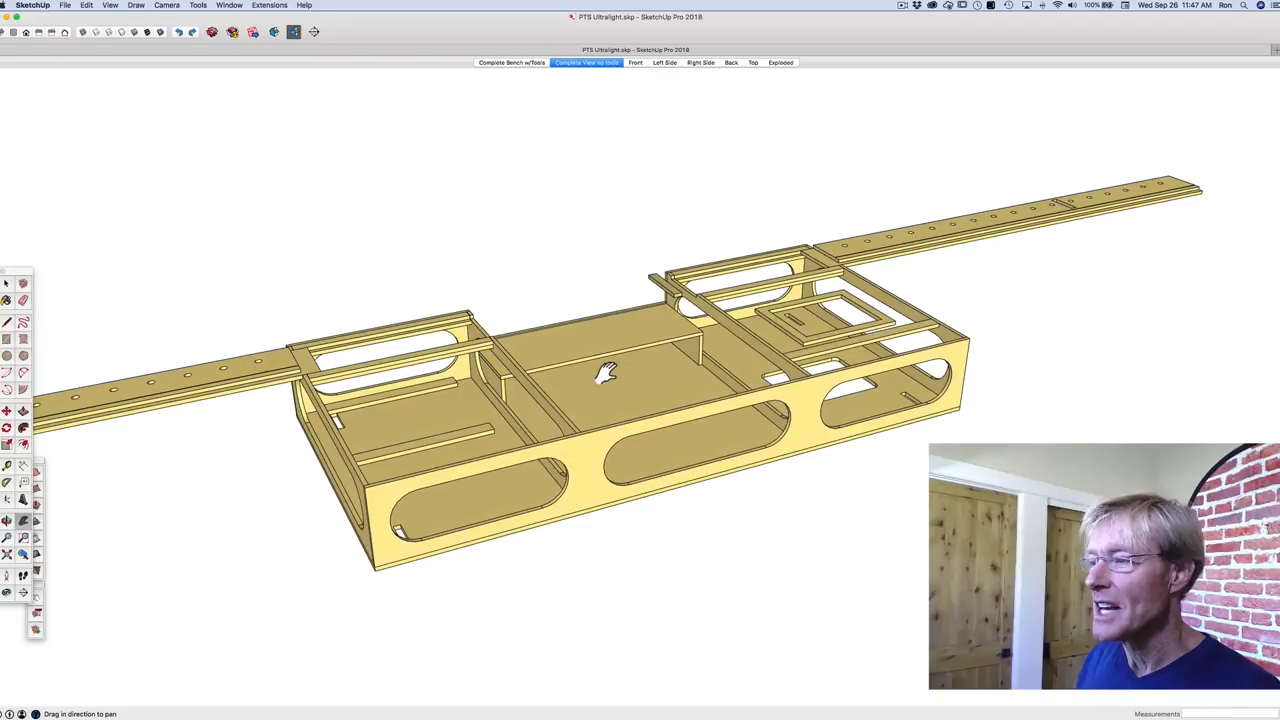 SketchUp File Edit View Draw Camera Tools Window Extensions Help
100% Wed Sep 26 11:47 AM Ron
PTS Ultralight.skp - SketchUp Pro 2018
PTS Ultralight.skp - SketchUp Pro 2018
Complete Bench w/Tools Complete View no tools Front Left Side Right Side Back Top Exploded
Drag in direction to pan
Measurements